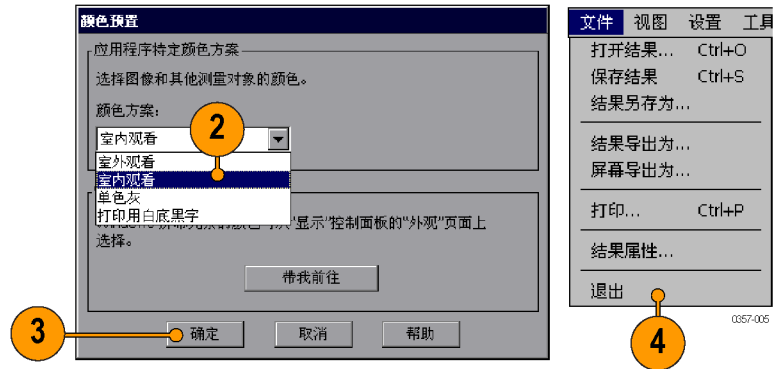 颜色预置
应用程序特定颜色方案
选择图像和其他测量对象的颜色。
颜色方案:
室内观看
2
室外观看
室内观看
单色灰
打印用白底黑字
"显示"控制面板的"外观"页面上
选择。
带我前往
3
确定 取消 帮助
文件 视图 设置 工具
打开结果... Ctrl+O
保存结果 Ctrl+S
结果另存为...
结果导出为...
屏幕导出为...
打印... Ctrl+P
结果属性...
退出
4
0357-005